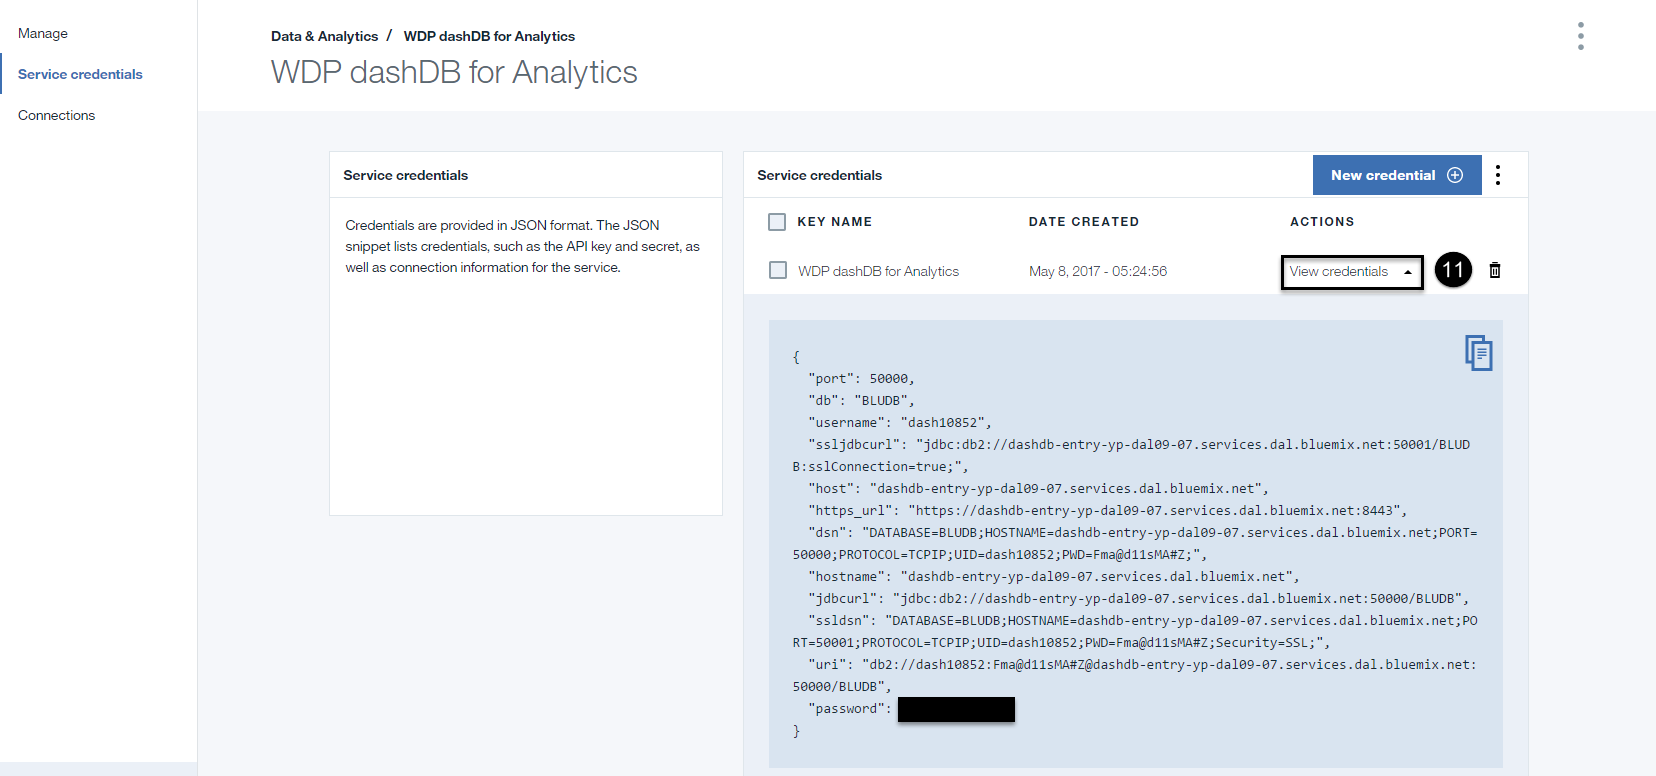 Manage
Service credentials
Connections
Data & Analytics / WDP dashDB for Analytics
WDP dashDB for Analytics
Service credentials
Credentials are provided in JSON format. The JSON
snippet lists credentials, such as the API key and secret, as
well as connection information for the service.
Service credentials
New credential
KEY NAME DATE CREATED ACTIONS
WDP dashDB for Analytics May 8, 2017 - 05:24:56 View credentials 11
{
"port": 50000,
"db": "BLUDB",
"username": "dash10852",
"ssljdbcurl": "jdbc:db2://dashdb-entry-yp-dal09-07.services.dal.bluemix.net:50001/BLUD
B:sslConnection=true;",
"host": "dashdb-entry-yp-dal09-07.services.dal.bluemix.net",
"https_url": "https://dashdb-entry-yp-dal09-07.services.dal.bluemix.net:8443",
"dsn": "DATABASE=BLUDB;HOSTNAME=dashdb-entry-yp-dal09-07.services.dal.bluemix.net;PORT=
50000;PROTOCOL=TCPIP;UID=dash10852;PWD=Fma@d11sMA#Z;",
"hostname": "dashdb-entry-yp-dal09-07.services.dal.bluemix.net",
"jdbcurl": "jdbc:db2://dashdb-entry-yp-dal09-07.services.dal.bluemix.net:50000/BLUDB",
"ssldsn": "DATABASE=BLUDB;HOSTNAME=dashdb-entry-yp-dal09-07.services.dal.bluemix.net;PO
RT=50001;PROTOCOL=TCPIP;UID=dash10852;PWD=Fma@d11sMA#Z;Security=SSL;",
"uri": "db2://dash10852:Fma@d11sMA#Z@dashdb-entry-yp-dal09-07.services.dal.bluemix.net:
50000/BLUDB",
"password":
}